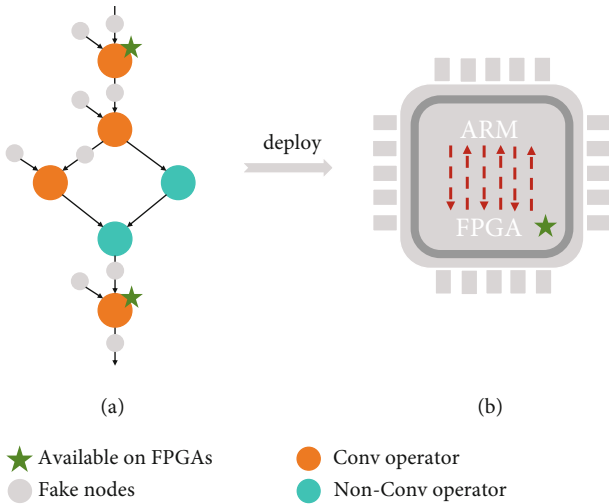 deploy
ARM
FPGA
(a)
(b)
Available on FPGAs
Conv operator
Fake nodes
Non-Conv operator